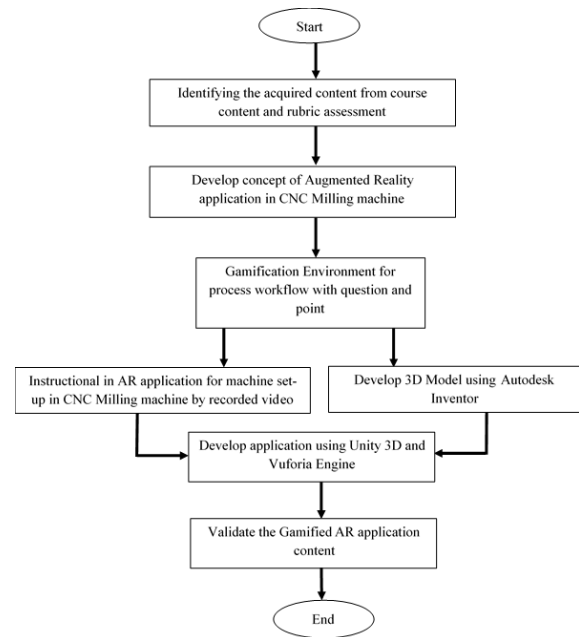 Start
Identifying the acquired content from course
content and rubric assessment
Develop concept of Augmented Reality
application in CNC Milling machine
Gamification Environment for
process workflow with question and
point
Instructional in AR application for machine set-
up in CNC Milling machine by recorded video
Develop 3D Model using Autodesk
Inventor
Develop application using Unity 3D and
Vuforia Engine
Validate the Gamified AR application
content
End